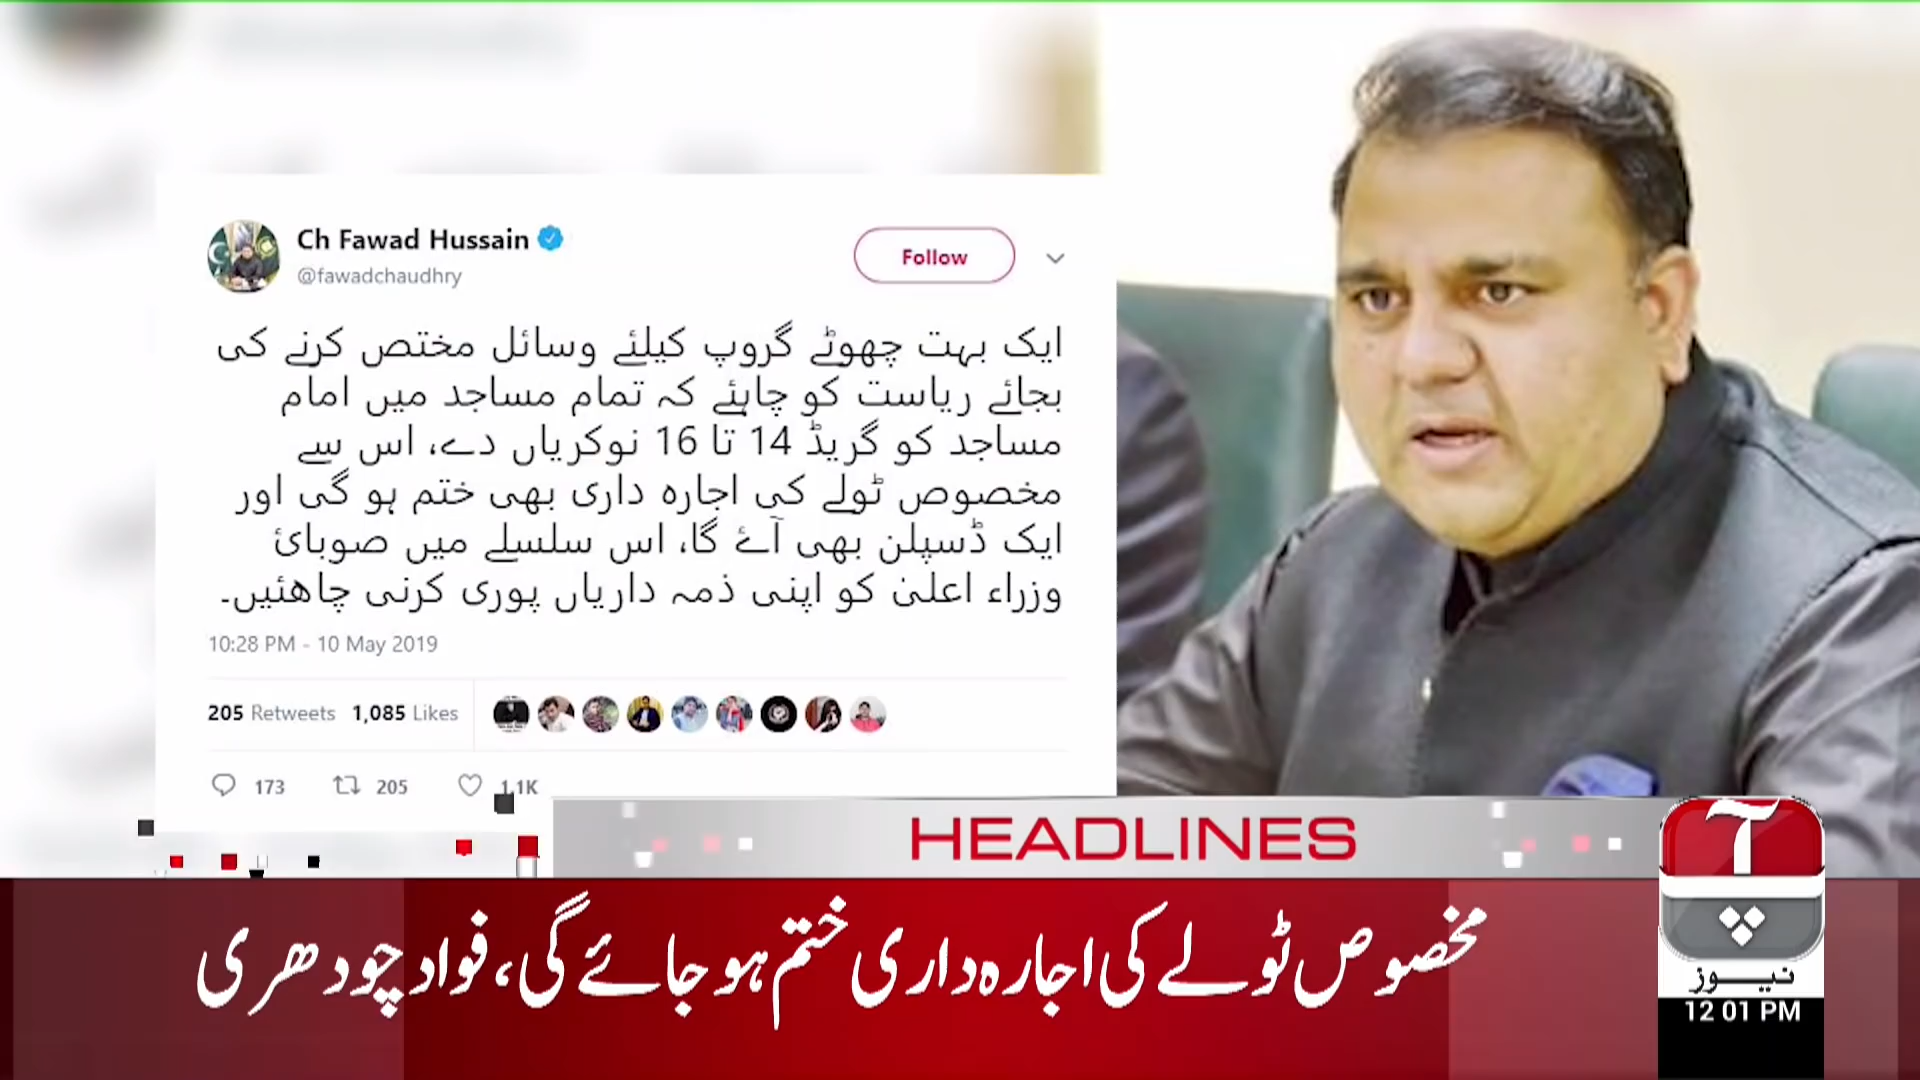 Ch Fawad Hussain
@fawadchaudhry
Follow
ایک بہت چھوٹے گروپ کیلئے وسائل مختص کرنے کی
بجائے ریاست کو چاہئے کہ تمام مساجد میں امام
مساجد کو گریڈ 14 تا 16 نوکریاں دے، اس سے
مخصوص ٹولے کی اجارہ داری بھی ختم ہو گی اور
ایک ڈسپلن بھی آۓ گا، اس سلسلے میں صوبائ
وزراء اعلیٰ کو اپنی ذمہ داریاں پوری کرنی چاھئیں۔
10:28 PM - 10 May 2019
205 Retweets 1,085 Likes
173 205 1.1K
HEADLINES
مخصوص ٹولے کی اجارہ داری ختم ہو جائے گی، فواد چودھری
آپ
نیوز
12 01 PM